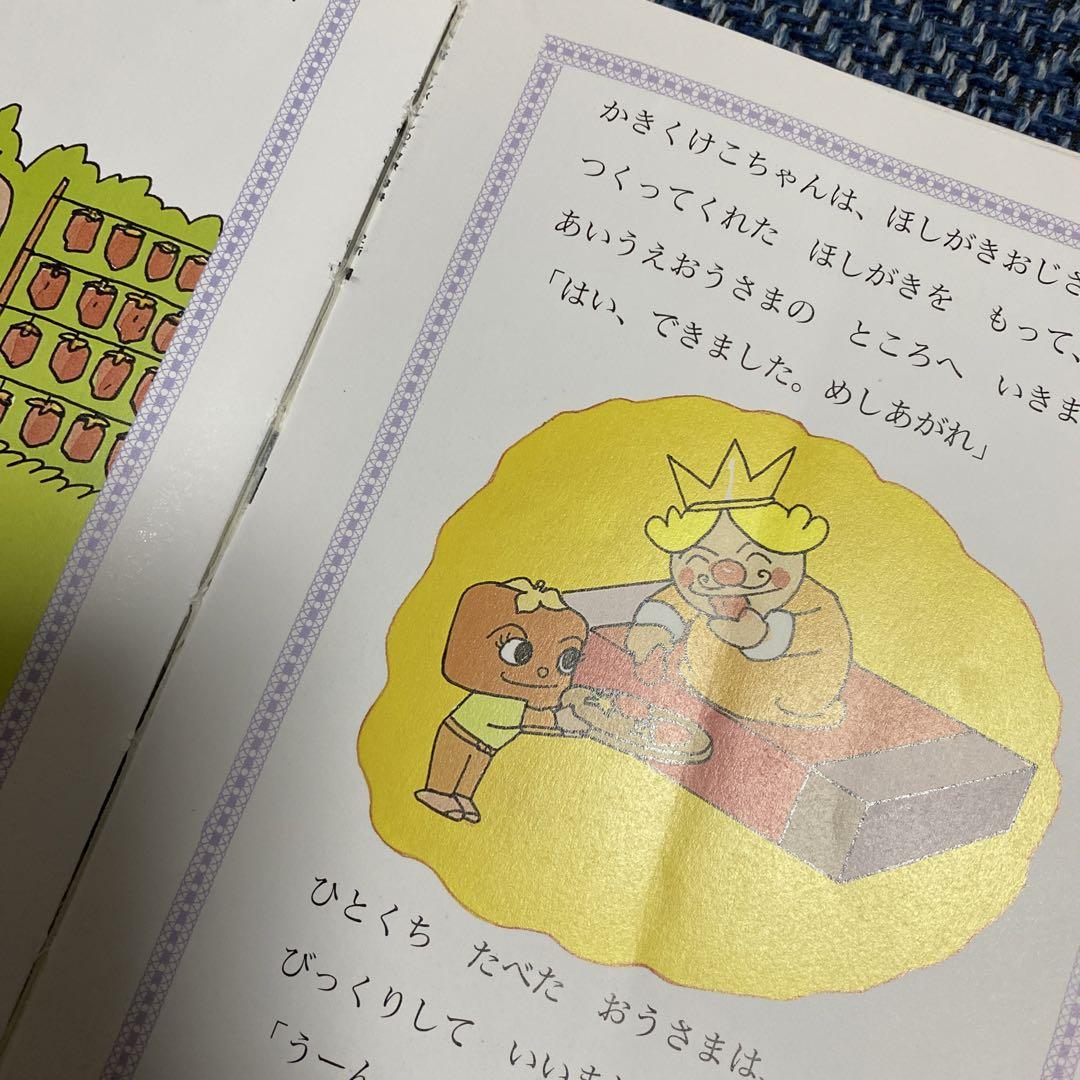 かきくけこちゃんは、ほしがきおじさ
つくってくれた　ほしがきを　もって、
あいうえおうさまの　ところへ　いきま
「はい、できました。めしあがれ」
ひとくち　たべた　おうさまは、
びっくりして　いいま
「うーん